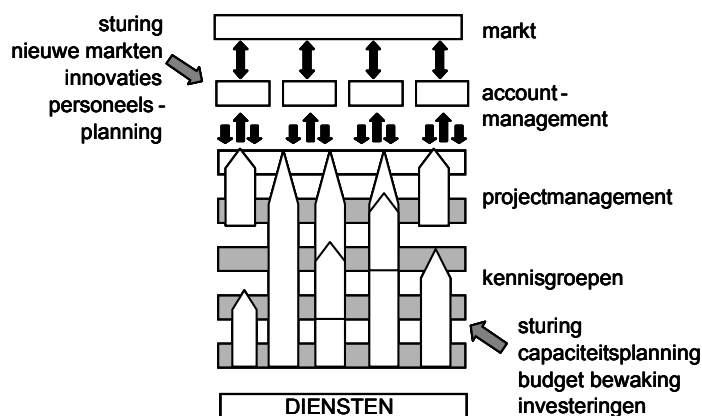 sturing
nieuwe markten
innovaties
personeels -
planning
markt
account -
management
projectmanagement
kennisgroepen
sturing
capaciteitsplanning
budget bewaking
investeringen
DIENSTEN